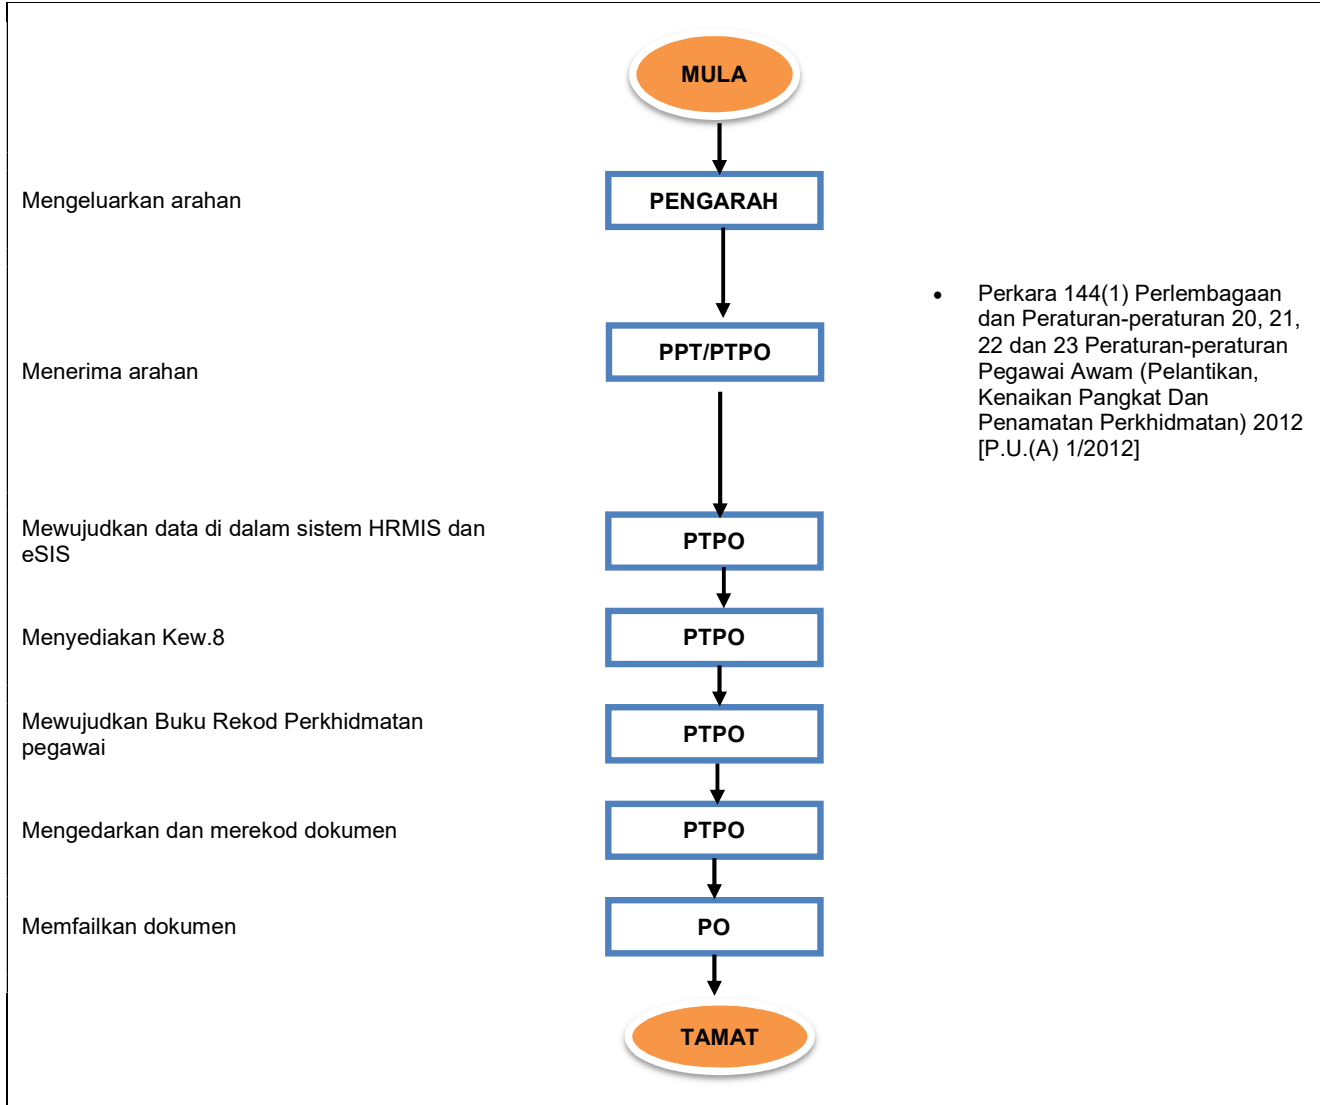 MULA
Mengeluarkan arahan
PENGARAH
Menerima arahan
PPT/PTPO
• Perkara 144(1) Perlembagaan
dan Peraturan-peraturan 20, 21,
22 dan 23 Peraturan-peraturan
Pegawai Awam (Pelantikan,
Kenaikan Pangkat Dan
Penamatan Perkhidmatan) 2012
[P.U.(A) 1/2012]
Mewujudkan data di dalam sistem HRMIS dan
eSIS
PTPO
Menyediakan Kew.8
PTPO
Mewujudkan Buku Rekod Perkhidmatan
pegawai
PTPO
Mengedarkan dan merekod dokumen
PTPO
Memfailkan dokumen
PO
TAMAT